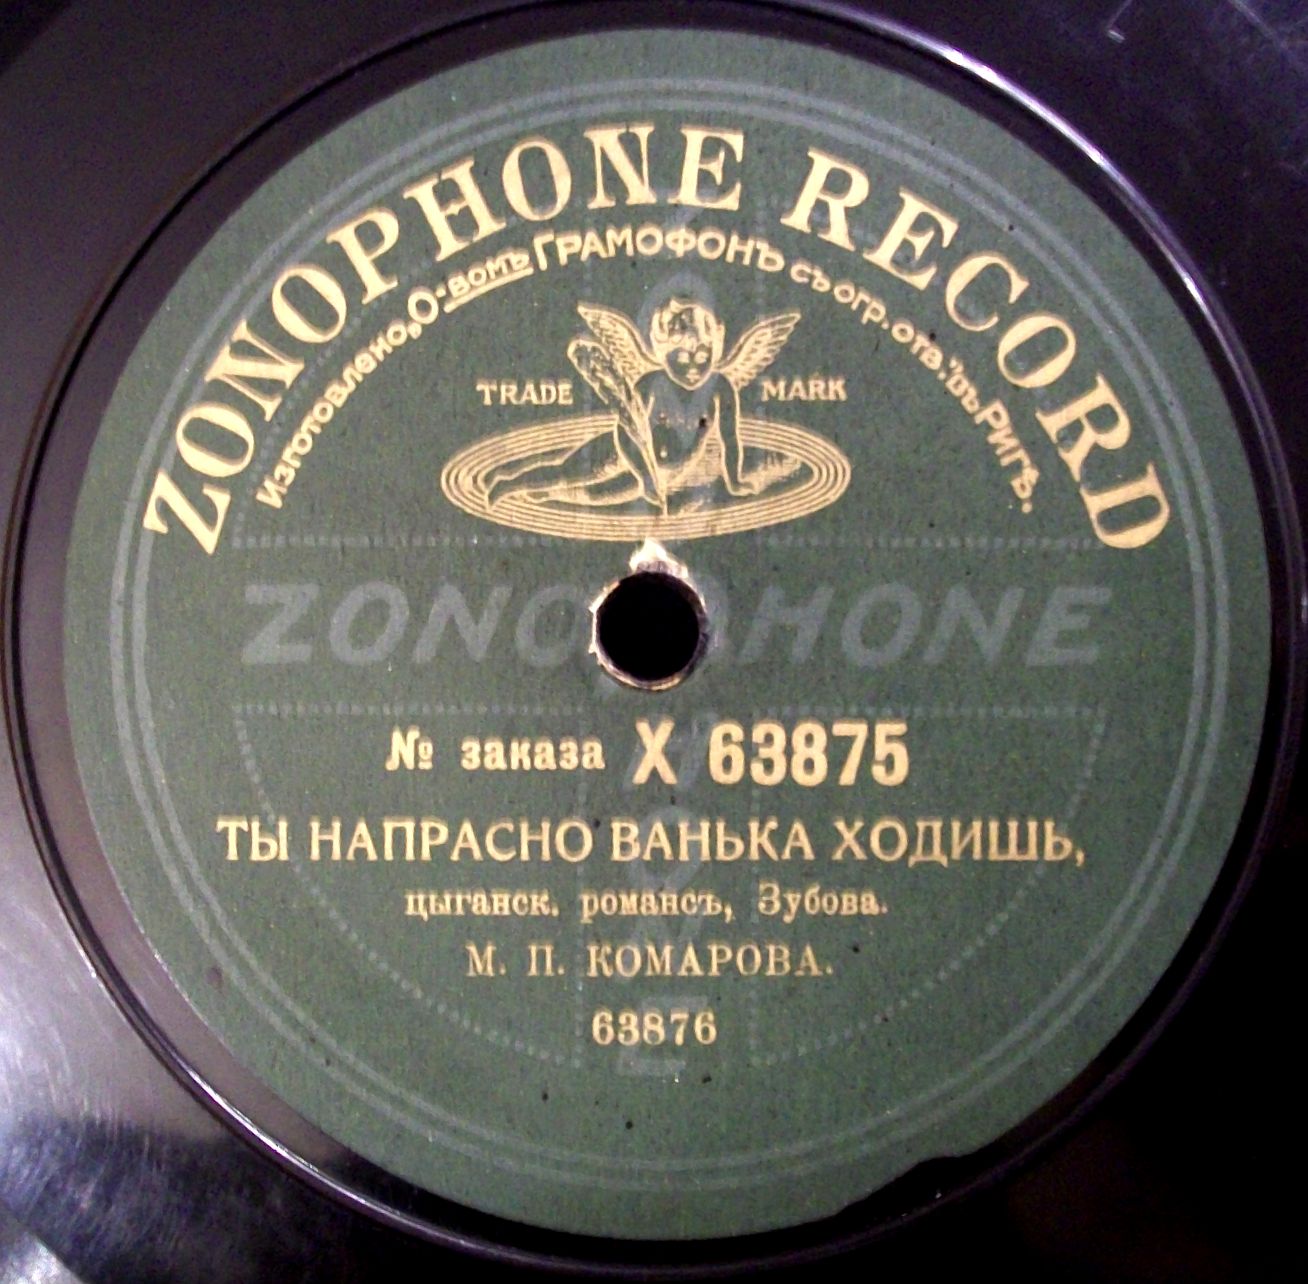 ZONOPHONE RECORD
Изготовлено „О-вомъ ГРАМОФОНЪ съ огр. отв.“ въ Ригѣ.
TRADE MARK
ZONOPHONE
№ заказа X 63875
ТЫ НАПРАСНО ВАНЬКА ХОДИШЬ,
цыганск. романсъ, Зубова.
М. П. КОМАРОВА.
63876